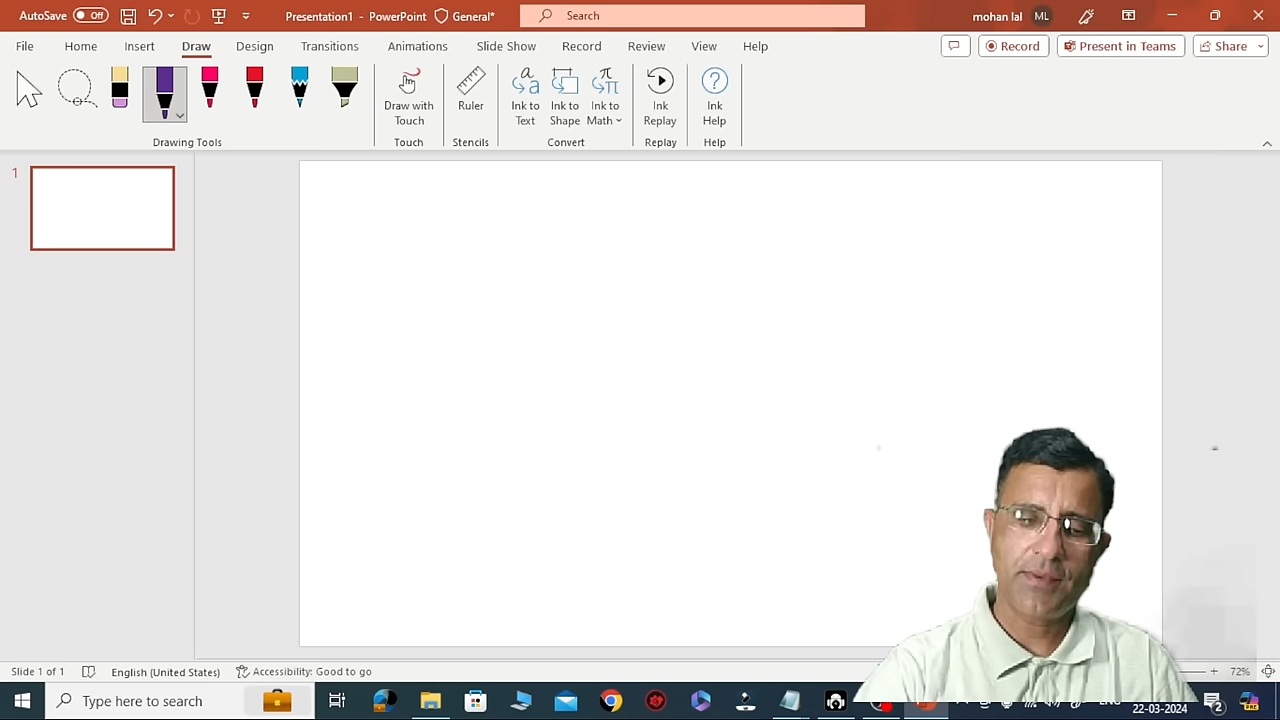 AutoSave Off Presentation1 - PowerPoint General* Search mohan lal ML
File Home Insert Draw Design Transitions Animations Slide Show Record Review View Help Record Present in Teams Share
Draw with Touch Ruler Ink to Text Ink to Shape Ink to Math Ink Replay Ink Help
Drawing Tools Touch Stencils Convert Replay Help
1
Slide 1 of 1 English (United States) Accessibility: Good to go 72%
Type here to search ENG
22-03-2024 2